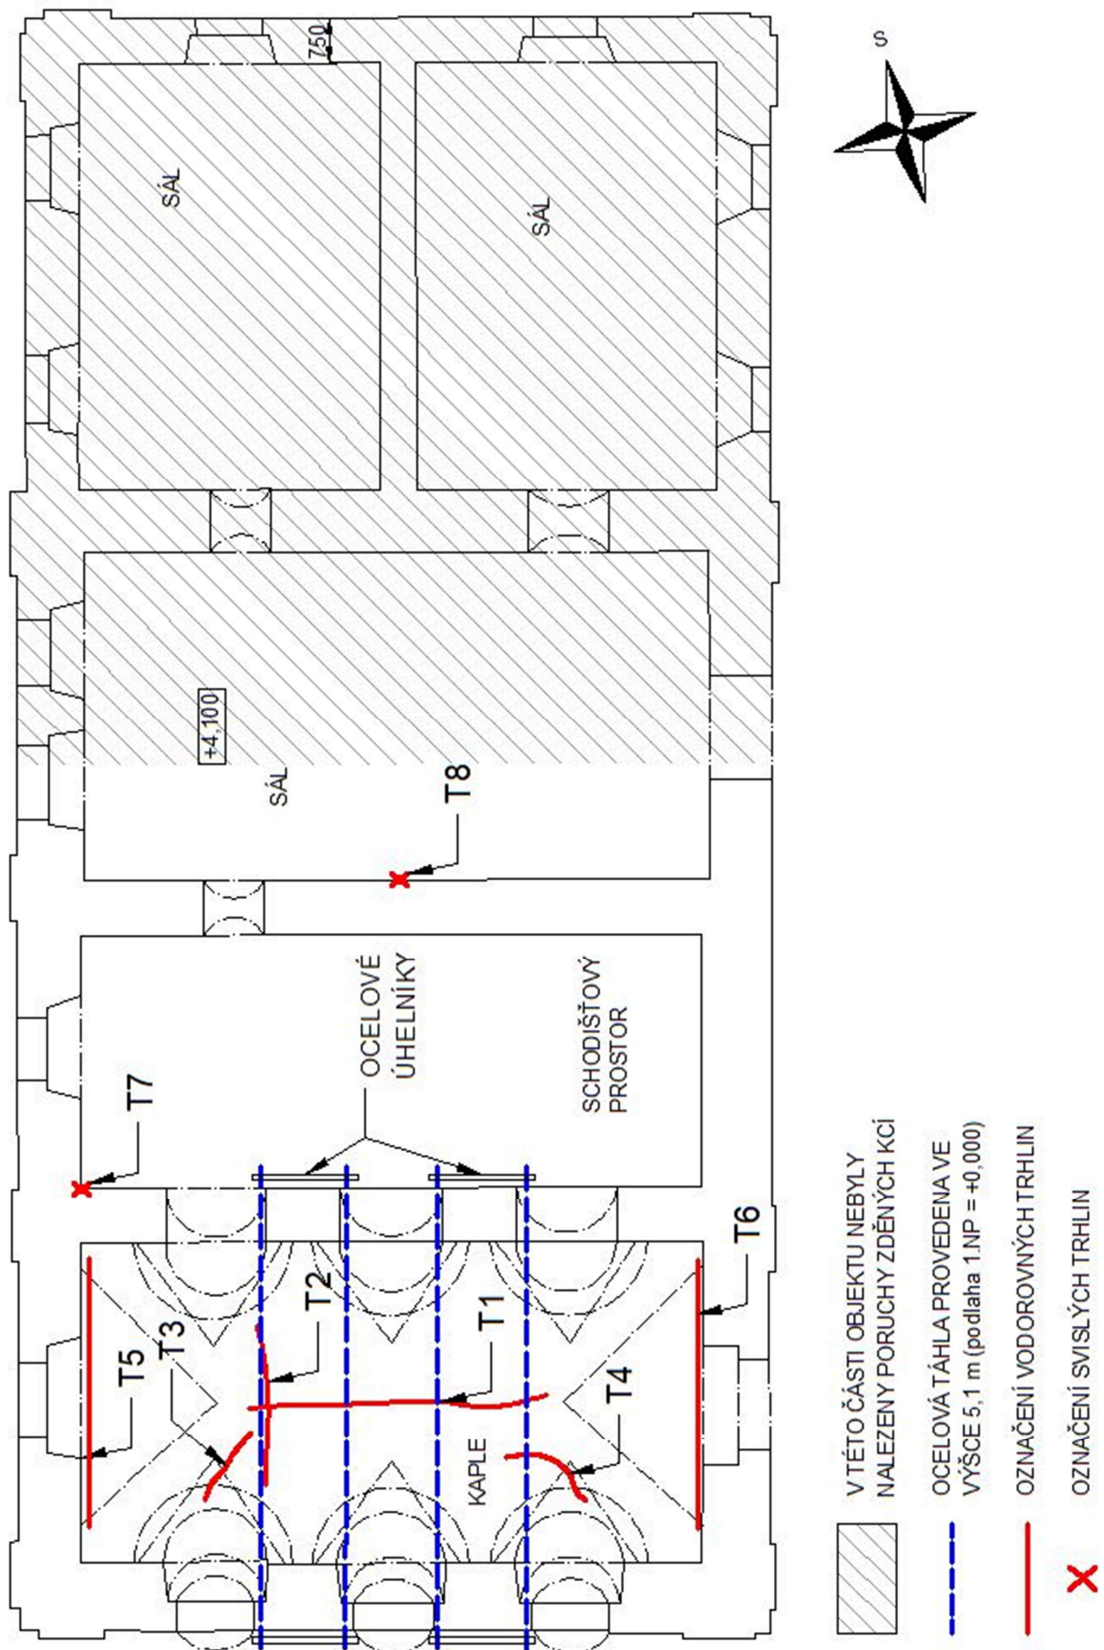 S
750
SÁL
SÁL
+4,100
SÁL
T8
OCELOVÉ
ÚHELNÍKY
SCHODIŠŤOVÝ
PROSTOR
T7
T6
T2
T1
T3
T5
T4
KAPLE
V TÉTO ČÁSTI OBJEKTU NEBYLY
NALEZENY PORUCHY ZDĚNÝCH KCÍ
OCELOVÁ TÁHLA PROVEDENA VE
VÝŠCE 5,1 m (podlaha 1.NP = +0,000)
OZNAČENÍ VODOROVNÝCH TRHLIN
OZNAČENÍ SVISLÝCH TRHLIN